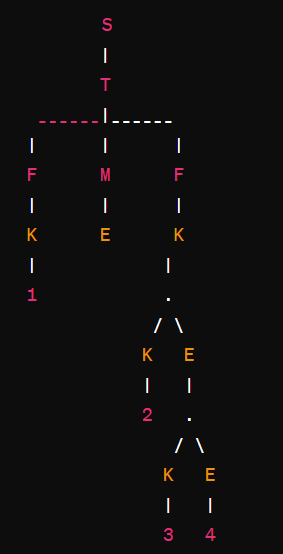 S
|
T
------|------
| | |
F M F
| | |
K E K
| |
1 .
/ \
K E
| |
2 .
/ \
K E
| |
3 4